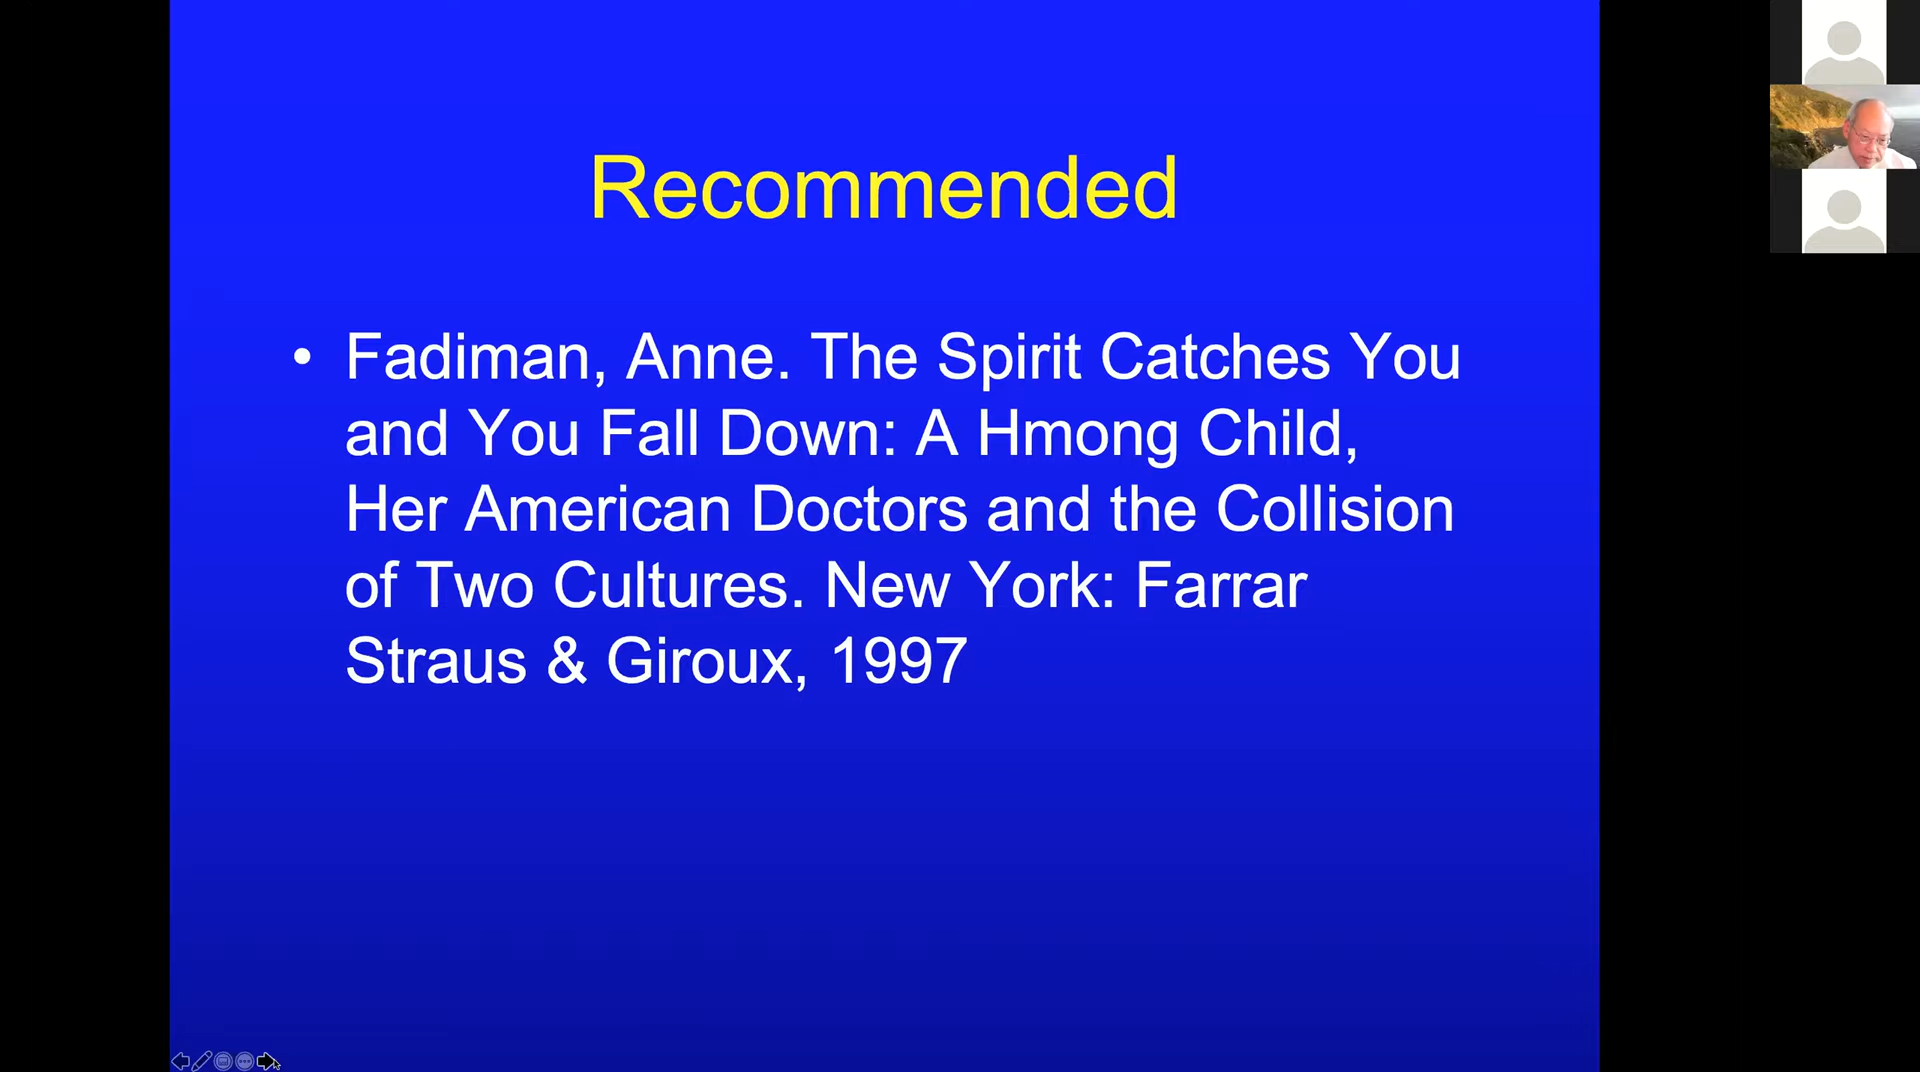 Recommended
• Fadiman, Anne. The Spirit Catches You
and You Fall Down: A Hmong Child,
Her American Doctors and the Collision
of Two Cultures. New York: Farrar
Straus & Giroux, 1997